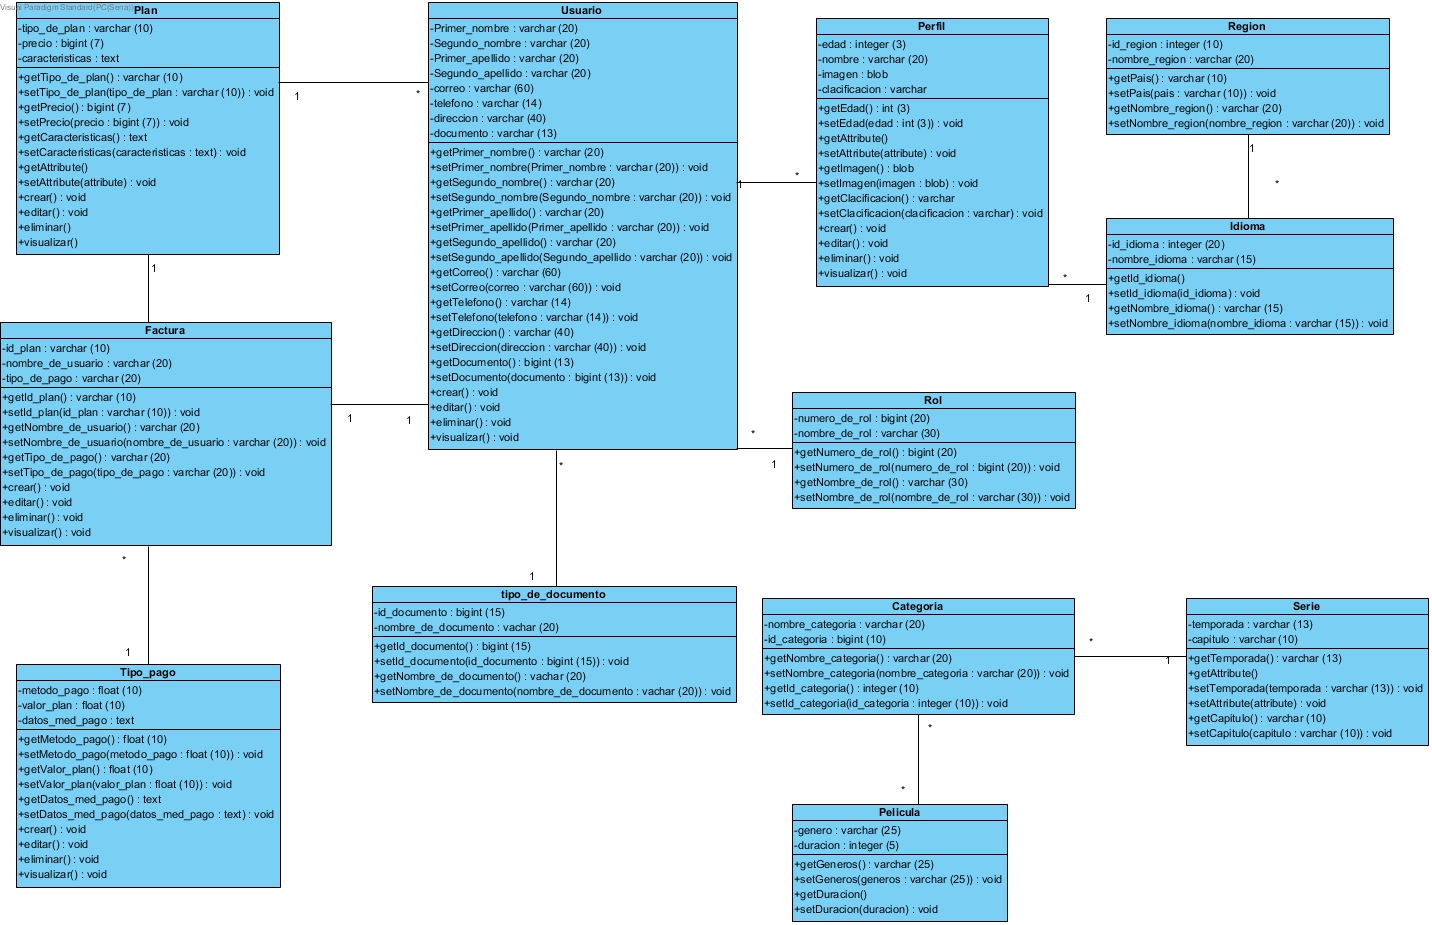 Visual Paradigm Standard(PC(Sena))
Plan
-tipo_de_plan : varchar (10)
-precio : bigint (7)
-caracteristicas : text
+getTipo_de_plan() : varchar (10)
+setTipo_de_plan(tipo_de_plan : varchar (10)) : void
+getPrecio() : bigint (7)
+setPrecio(precio : bigint (7)) : void
+getCaracteristicas() : text
+setCaracteristicas(caracteristicas : text) : void
+getAttribute()
+setAttribute(attribute) : void
+crear() : void
+editar() : void
+eliminar()
+visualizar()
1
*
1
Usuario
-Primer_nombre : varchar (20)
-Segundo_nombre : varchar (20)
-Primer_apellido : varchar (20)
-Segundo_apellido : varchar (20)
-correo : varchar (60)
-telefono : varchar (14)
-direccion : varchar (40)
-documento : varchar (13)
+getPrimer_nombre() : varchar (20)
+setPrimer_nombre(Primer_nombre : varchar (20)) : void
+getSegundo_nombre() : varchar (20)
+setSegundo_nombre(Segundo_nombre : varchar (20)) : void
+getPrimer_apellido() : varchar (20)
+setPrimer_apellido(Primer_apellido : varchar (20)) : void
+getSegundo_apellido() : varchar (20)
+setSegundo_apellido(Segundo_apellido : varchar (20)) : void
+getCorreo() : varchar (60)
+setCorreo(correo : varchar (60)) : void
+getTelefono() : varchar (14)
+setTelefono(telefono : varchar (14)) : void
+getDireccion() : varchar (40)
+setDireccion(direccion : varchar (40)) : void
+getDocumento() : bigint (13)
+setDocumento(documento : bigint (13)) : void
+crear() : void
+editar() : void
+eliminar() : void
+visualizar() : void
1
*
Perfil
-edad : integer (3)
-nombre : varchar (20)
-imagen : blob
-clacificacion : varchar
+getEdad() : int (3)
+setEdad(edad : int (3)) : void
+getAttribute()
+setAttribute(attribute) : void
+getImagen() : blob
+setImagen(imagen : blob) : void
+getClacificacion() : varchar
+setClacificacion(clacificacion : varchar) : void
+crear() : void
+editar() : void
+eliminar() : void
+visualizar() : void
*
1
Region
-id_region : integer (10)
-nombre_region : varchar (20)
+getPais() : varchar (10)
+setPais(pais : varchar (10)) : void
+getNombre_region() : varchar (20)
+setNombre_region(nombre_region : varchar (20)) : void
1
*
Idioma
-id_idioma : integer (20)
-nombre_idioma : varchar (15)
+getId_idioma()
+setId_idioma(id_idioma) : void
+getNombre_idioma() : varchar (15)
+setNombre_idioma(nombre_idioma : varchar (15)) : void
Factura
-id_plan : varchar (10)
-nombre_de_usuario : varchar (20)
-tipo_de_pago : varchar (20)
+getId_plan() : varchar (10)
+setId_plan(id_plan : varchar (10)) : void
+getNombre_de_usuario() : varchar (20)
+setNombre_de_usuario(nombre_de_usuario : varchar (20)) : void
+getTipo_de_pago() : varchar (20)
+setTipo_de_pago(tipo_de_pago : varchar (20)) : void
+crear() : void
+editar() : void
+eliminar() : void
+visualizar() : void
1
1
*
1
*
1
Rol
-numero_de_rol : bigint (20)
-nombre_de_rol : varchar (30)
+getNumero_de_rol() : bigint (20)
+setNumero_de_rol(numero_de_rol : bigint (20)) : void
+getNombre_de_rol() : varchar (30)
+setNombre_de_rol(nombre_de_rol : varchar (30)) : void
*
1
tipo_de_documento
-id_documento : bigint (15)
-nombre_de_documento : vachar (20)
+getId_documento() : bigint (15)
+setId_documento(id_documento : bigint (15)) : void
+getNombre_de_documento() : vachar (20)
+setNombre_de_documento(nombre_de_documento : vachar (20)) : void
Tipo_pago
-metodo_pago : float (10)
-valor_plan : float (10)
-datos_med_pago : text
+getMetodo_pago() : float (10)
+setMetodo_pago(metodo_pago : float (10)) : void
+getValor_plan() : float (10)
+setValor_plan(valor_plan : float (10)) : void
+getDatos_med_pago() : text
+setDatos_med_pago(datos_med_pago : text) : void
+crear() : void
+editar() : void
+eliminar() : void
+visualizar() : void
Categoria
-nombre_categoria : varchar (20)
-id_categoria : bigint (10)
+getNombre_categoria() : varchar (20)
+setNombre_categoria(nombre_categoria : varchar (20)) : void
+getId_categoria() : integer (10)
+setId_categoria(id_categoria : integer (10)) : void
*
1
Serie
-temporada : varchar (13)
-capitulo : varchar (10)
+getTemporada() : varchar (13)
+getAttribute()
+setTemporada(temporada : varchar (13)) : void
+setAttribute(attribute) : void
+getCapitulo() : varchar (10)
+setCapitulo(capitulo : varchar (10)) : void
*
*
Pelicula
-genero : varchar (25)
-duracion : integer (5)
+getGeneros() : varchar (25)
+setGeneros(generos : varchar (25)) : void
+getDuracion()
+setDuracion(duracion) : void